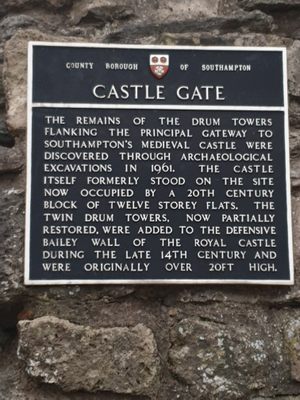 COUNTY BOROUGH OF SOUTHAMPTON
CASTLE GATE
THE REMAINS OF THE DRUM TOWERS
FLANKING THE PRINCIPAL GATEWAY TO
SOUTHAMPTON'S MEDIEVAL CASTLE WERE
DISCOVERED THROUGH ARCHAEOLOGICAL
EXCAVATIONS IN 1961. THE CASTLE
ITSELF FORMERLY STOOD ON THE SITE
NOW OCCUPIED BY A 20TH CENTURY
BLOCK OF TWELVE STOREY FLATS. THE
TWIN DRUM TOWERS, NOW PARTIALLY
RESTORED, WERE ADDED TO THE DEFENSIVE
BAILEY WALL OF THE ROYAL CASTLE
DURING THE LATE 14TH CENTURY AND
WERE ORIGINALLY OVER 20FT HIGH.